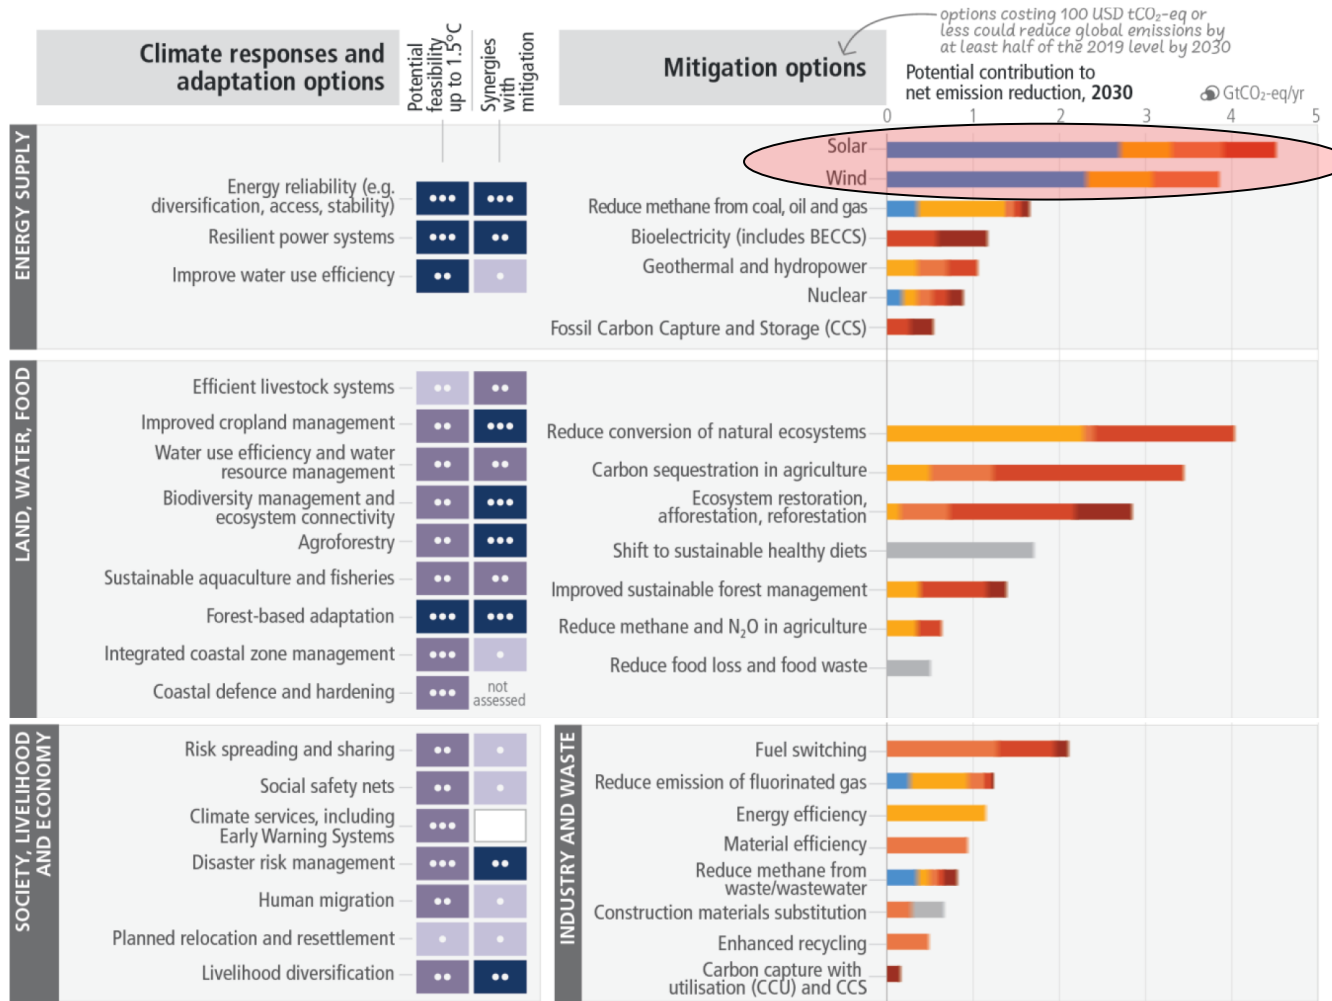 options costing 100 USD tCO₂-eq or
less could reduce global emissions by
at least half of the 2019 level by 2030
Climate responses and
adaptation options
Potential
feasibility
up to 1.5°C
Synergies
with
mitigation
Mitigation options
Potential contribution to
net emission reduction, 2030
GtCO₂-eq/yr
0 1 2 3 4 5
ENERGY SUPPLY
Energy reliability (e.g.
diversification, access, stability)
Resilient power systems
Improve water use efficiency
Solar
Wind
Reduce methane from coal, oil and gas
Bioelectricity (includes BECCS)
Geothermal and hydropower
Nuclear
Fossil Carbon Capture and Storage (CCS)
LAND, WATER, FOOD
Efficient livestock systems
Improved cropland management
Water use efficiency and water
resource management
Biodiversity management and
ecosystem connectivity
Agroforestry
Sustainable aquaculture and fisheries
Forest-based adaptation
Integrated coastal zone management
Coastal defence and hardening
not
assessed
Reduce conversion of natural ecosystems
Carbon sequestration in agriculture
Ecosystem restoration,
afforestation, reforestation
Shift to sustainable healthy diets
Improved sustainable forest management
Reduce methane and N₂O in agriculture
Reduce food loss and food waste
SOCIETY, LIVELIHOOD
AND ECONOMY
Risk spreading and sharing
Social safety nets
Climate services, including
Early Warning Systems
Disaster risk management
Human migration
Planned relocation and resettlement
Livelihood diversification
INDUSTRY AND WASTE
Fuel switching
Reduce emission of fluorinated gas
Energy efficiency
Material efficiency
Reduce methane from
waste/wastewater
Construction materials substitution
Enhanced recycling
Carbon capture with
utilisation (CCU) and CCS